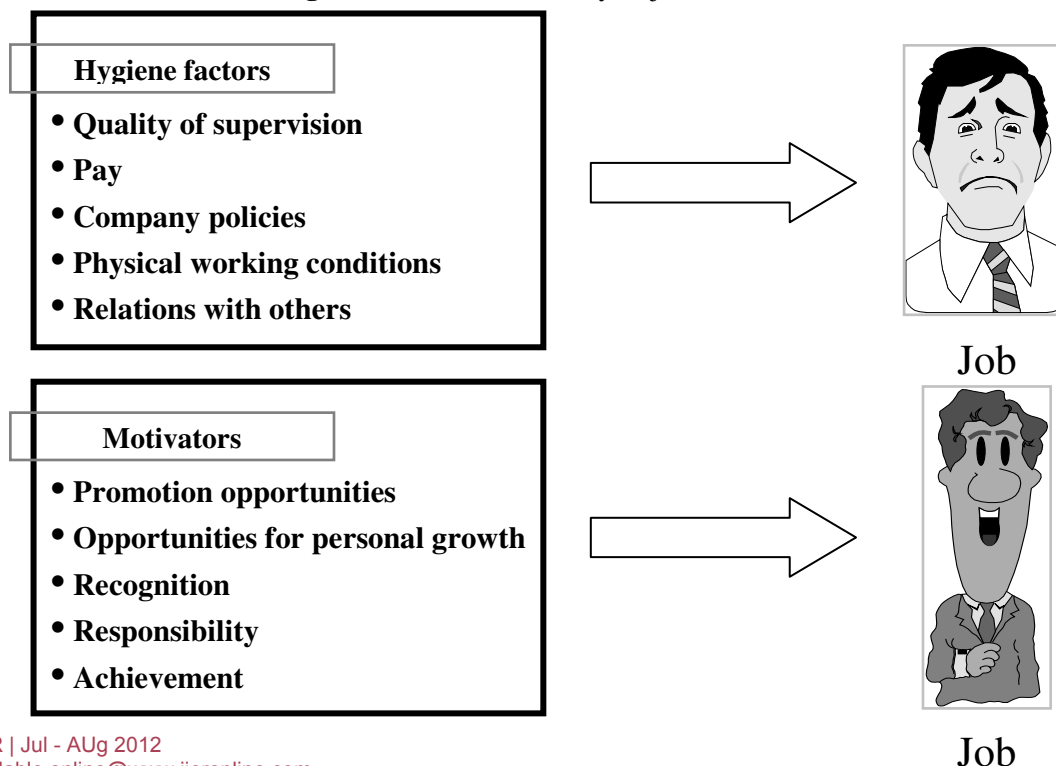 Hygiene factors
• Quality of supervision
• Pay
• Company policies
• Physical working conditions
• Relations with others
Job
Motivators
• Promotion opportunities
• Opportunities for personal growth
• Recognition
• Responsibility
• Achievement
Job
| Jul - AUg 2012